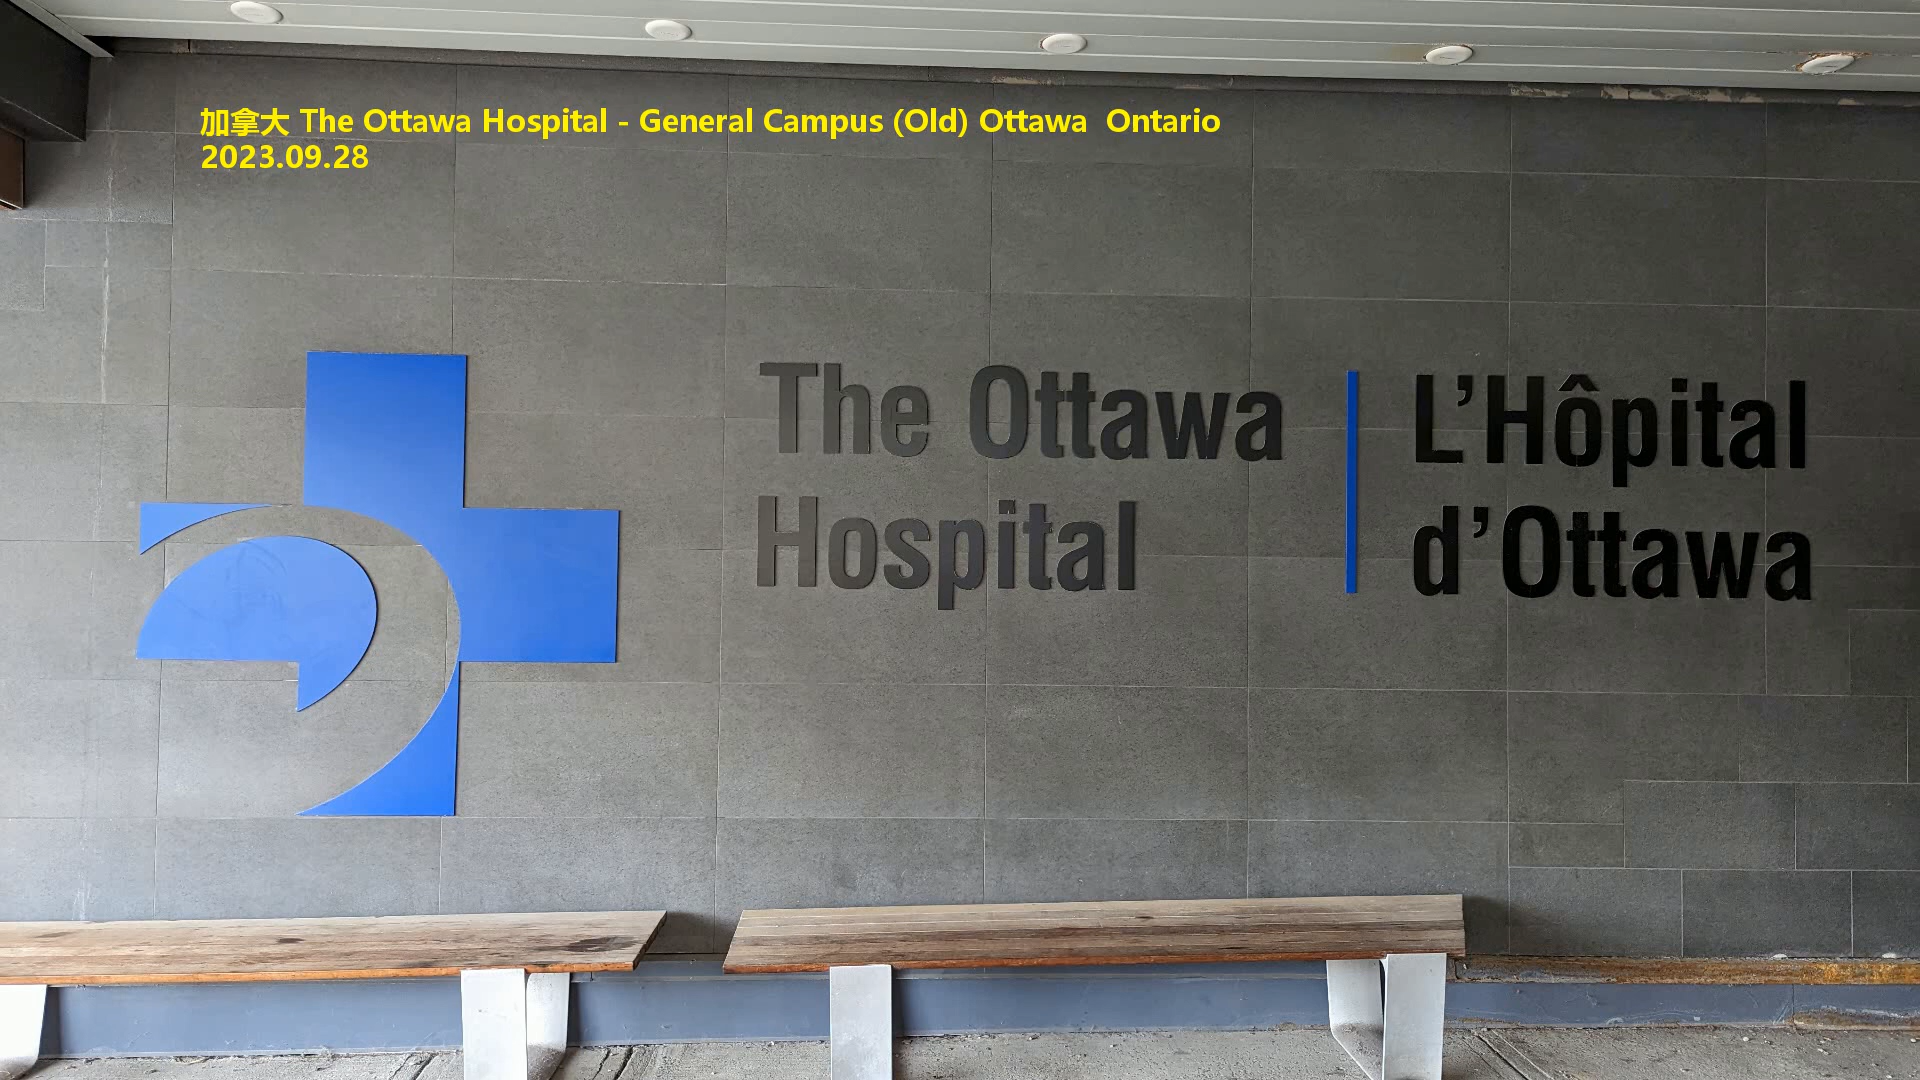 加拿大 The Ottawa Hospital - General Campus (Old) Ottawa  Ontario
2023.09.28
The Ottawa
Hospital
L'Hôpital
d'Ottawa